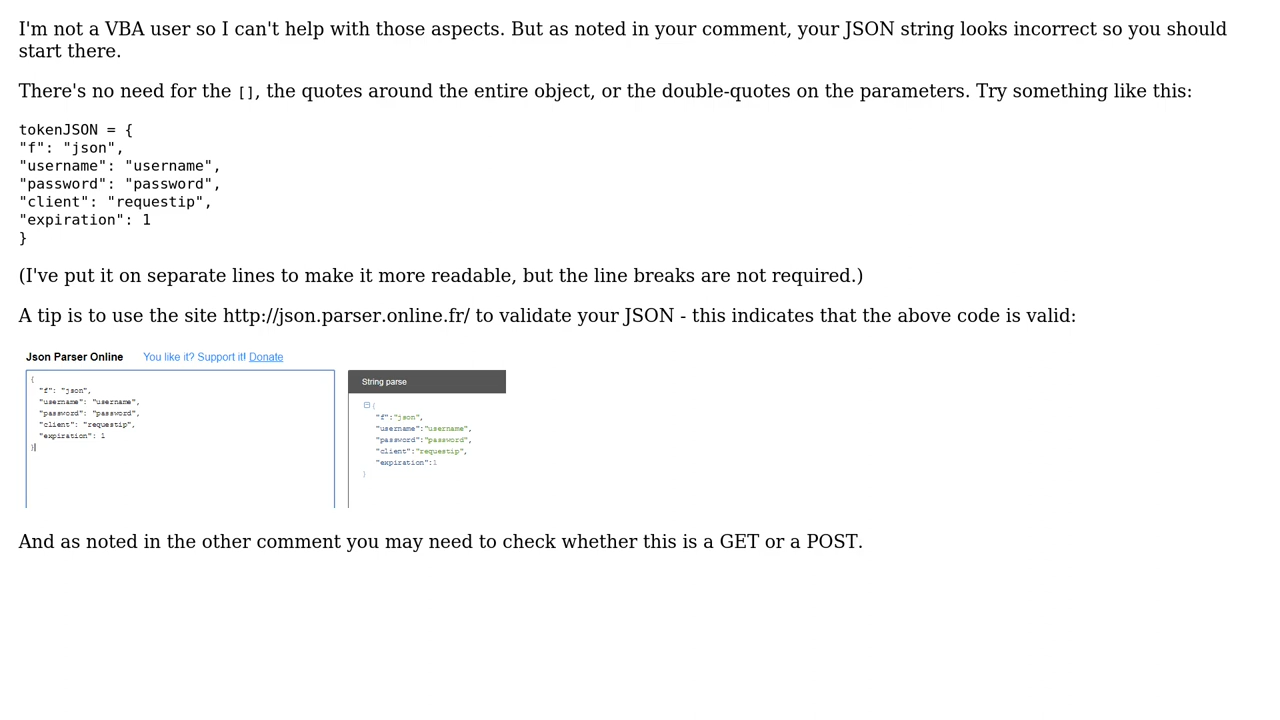 I'm not a VBA user so I can't help with those aspects. But as noted in your comment, your JSON string looks incorrect so you should
start there.
There's no need for the [], the quotes around the entire object, or the double-quotes on the parameters. Try something like this:
tokenJSON = {
"f": "json",
"username": "username",
"password": "password",
"client": "requestip",
"expiration": 1
}
(I've put it on separate lines to make it more readable, but the line breaks are not required.)
A tip is to use the site http://json.parser.online.fr/ to validate your JSON - this indicates that the above code is valid:
Json Parser Online You like it? Support it! Donate
{
"f": "json",
"username": "username",
"password": "password",
"client": "requestip",
"expiration": 1
}
String parse
{
"f":"json",
"username":"username",
"password":"password",
"client":"requestip",
"expiration":1
}
And as noted in the other comment you may need to check whether this is a GET or a POST.